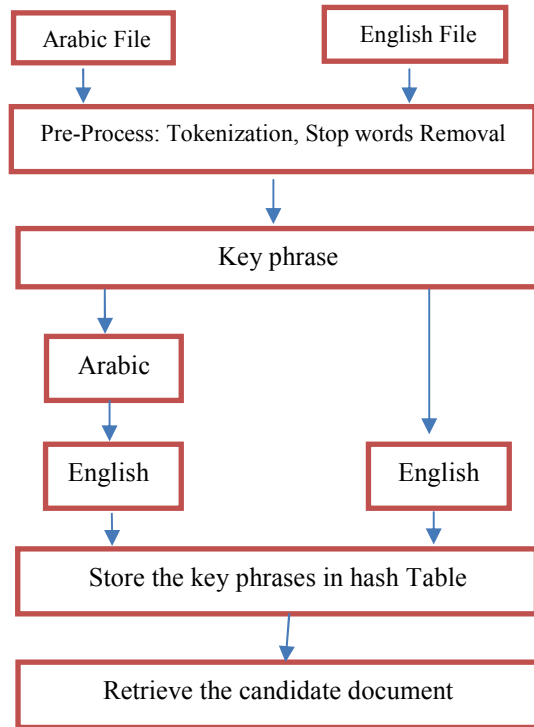 Arabic File
English File
Pre-Process: Tokenization, Stop words Removal
Key phrase
Arabic
English
English
Store the key phrases in hash Table
Retrieve the candidate document